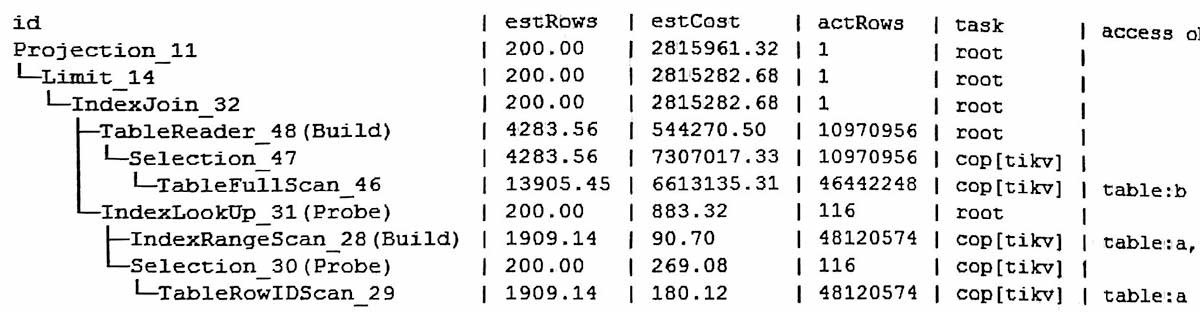 id | estRows | estCost | actRows | task | access o
Projection_11 | 200.00 | 2815961.32 | 1 | root |
└─Limit_14 | 200.00 | 2815282.68 | 1 | root |
└─IndexJoin_32 | 200.00 | 2815282.68 | 1 | root |
├─TableReader_48(Build) | 4283.56 | 544270.50 | 10970956 | root |
│ └─Selection_47 | 4283.56 | 7307017.33 | 10970956 | cop[tikv] |
│ └─TableFullScan_46 | 13905.45 | 6613135.31 | 46442248 | cop[tikv] | table:b
└─IndexLookUp_31(Probe) | 200.00 | 883.32 | 116 | root |
├─IndexRangeScan_28(Build) | 1909.14 | 90.70 | 48120574 | cop[tikv] | table:a,
└─Selection_30(Probe) | 200.00 | 269.08 | 116 | cop[tikv] |
└─TableRowIDScan_29 | 1909.14 | 180.12 | 48120574 | cop[tikv] | table:a